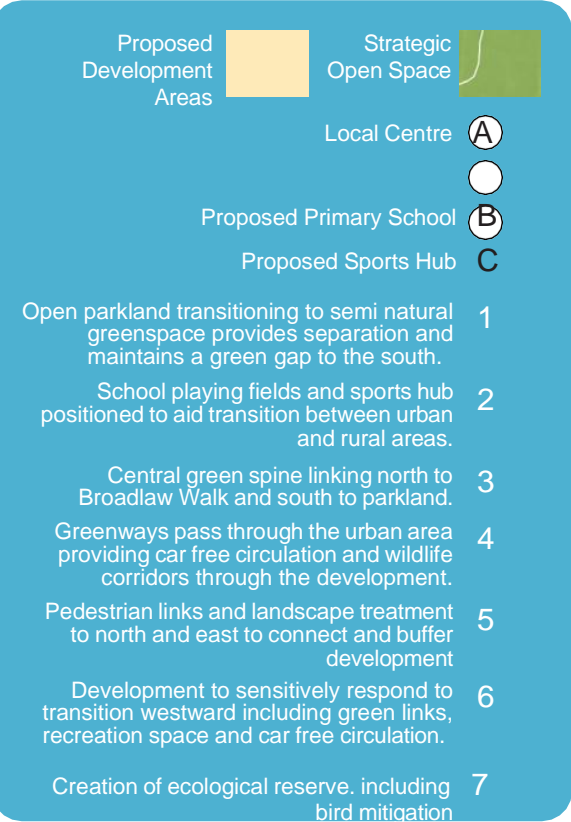 Proposed
Development
Areas
Strategic
Open Space
Local Centre A
Proposed Primary School B
Proposed Sports Hub C
Open parkland transitioning to semi natural 1
greenspace provides separation and
maintains a green gap to the south.
School playing fields and sports hub 2
positioned to aid transition between urban
and rural areas.
Central green spine linking north to 3
Broadlaw Walk and south to parkland.
Greenways pass through the urban area 4
providing car free circulation and wildlife
corridors through the development.
Pedestrian links and landscape treatment 5
to north and east to connect and buffer
development
Development to sensitively respond to 6
transition westward including green links,
recreation space and car free circulation.
Creation of ecological reserve. including 7
bird mitigation